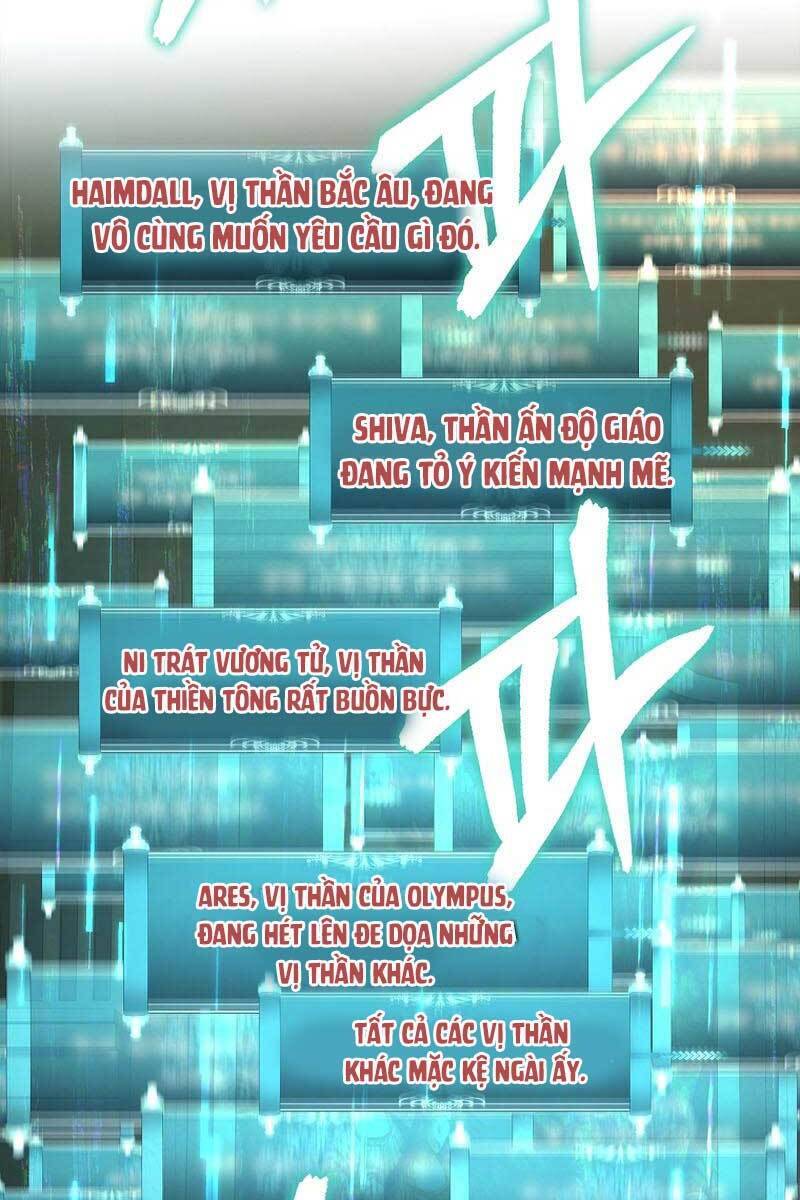 HAIMDALL, VỊ THẦN BẮC ÂU, ĐANG
VÔ CÙNG MUỐN YÊU CẦU GÌ ĐÓ.
파
SHIVA, THẦN ẤN ĐỘ GIÁO
ĐANG TỎ Ý KIẾN MẠNH MẼ.
NI TRÁT VƯƠNG TỬ, VỊ THẦN
CỦA THIỀN TÔNG RẤT BUỒN BỰC.
파
ARES, VỊ THẦN CỦA OLYMPUS,
ĐANG HÉT LÊN ĐE DỌA NHỮNG
VỊ THẦN KHÁC.
TẤT CẢ CÁC VỊ THẦN
KHÁC MẶC KỆ NGÀI ẤY.